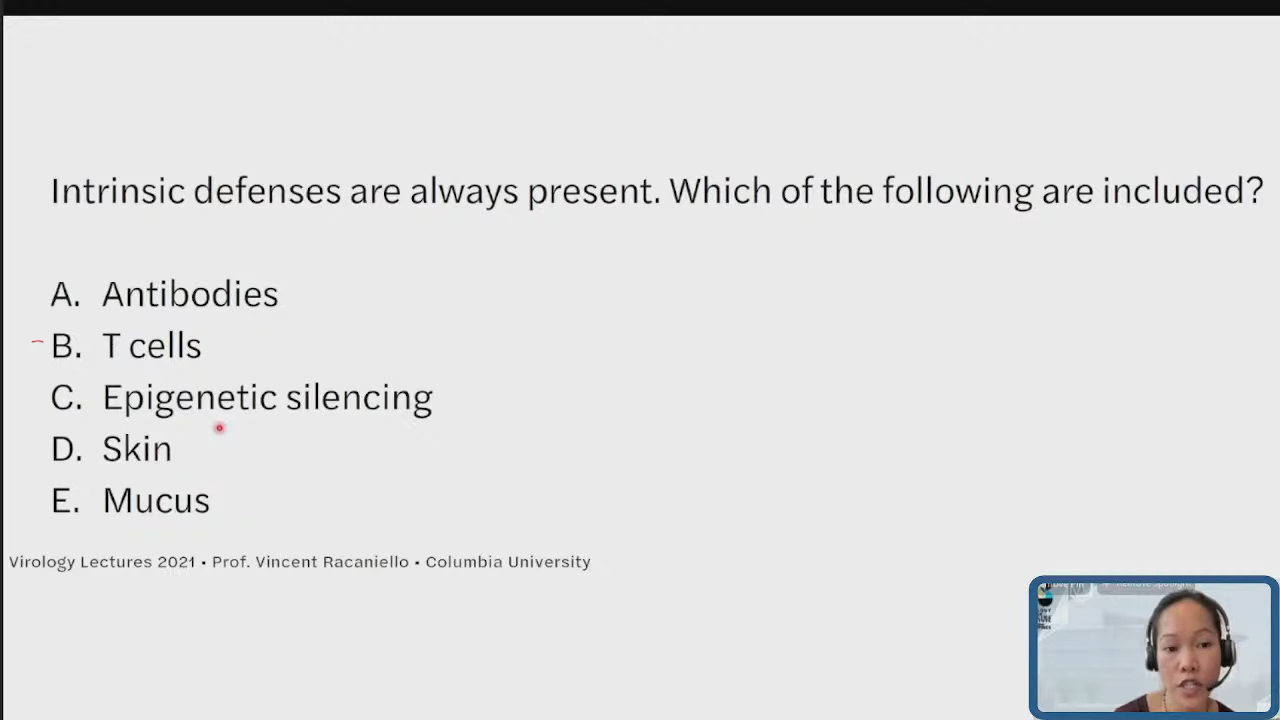 Intrinsic defenses are always present. Which of the following are included?
A. Antibodies
B. T cells
C. Epigenetic silencing
D. Skin
E. Mucus
Virology Lectures 2021 • Prof. Vincent Racaniello • Columbia University